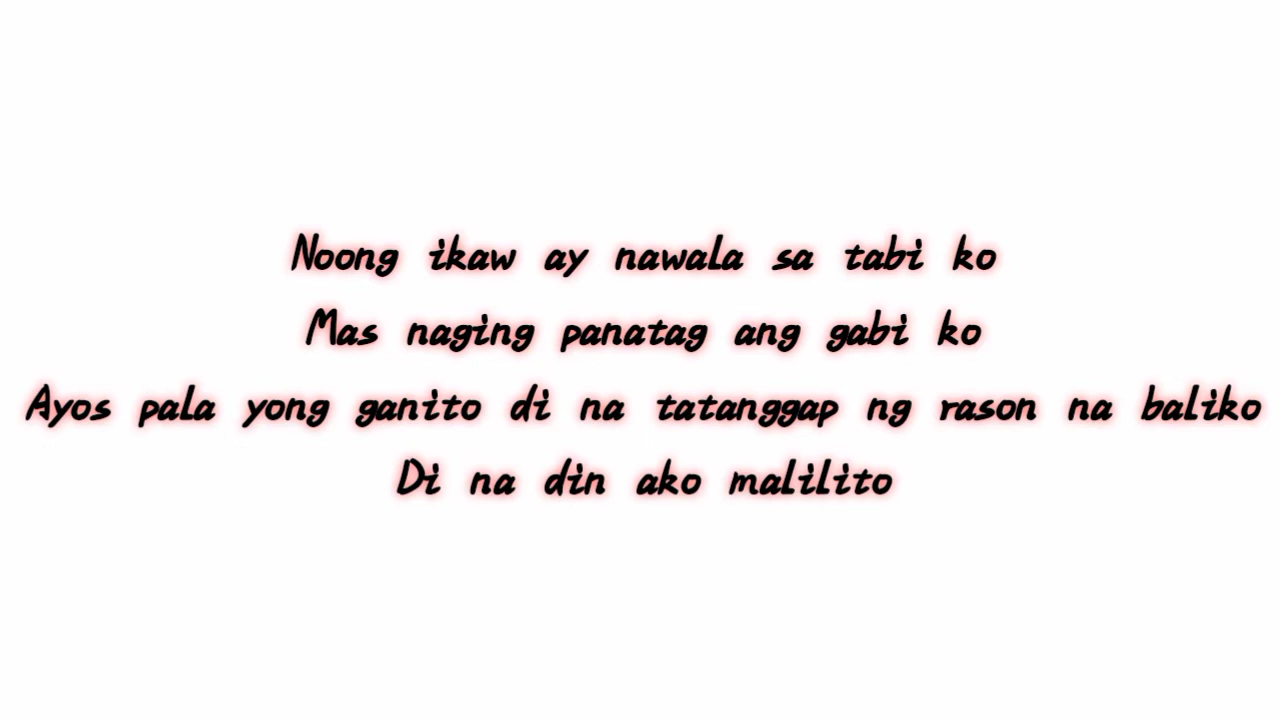 Noong ikaw ay nawala sa tabi ko
Mas naging panatag ang gabi ko
Ayos pala yong ganito di na tatanggap ng rason na baliko
Di na din ako malilito